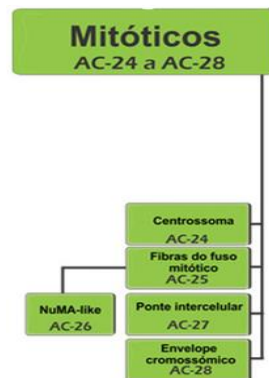 Mitóticos
AC-24 a AC-28
Centrossoma
AC-24
Fibras do fuso
mitótico
AC-25
NuMA-like
AC-26
Ponte intercelular
AC-27
Envelope
cromossómico
AC-28